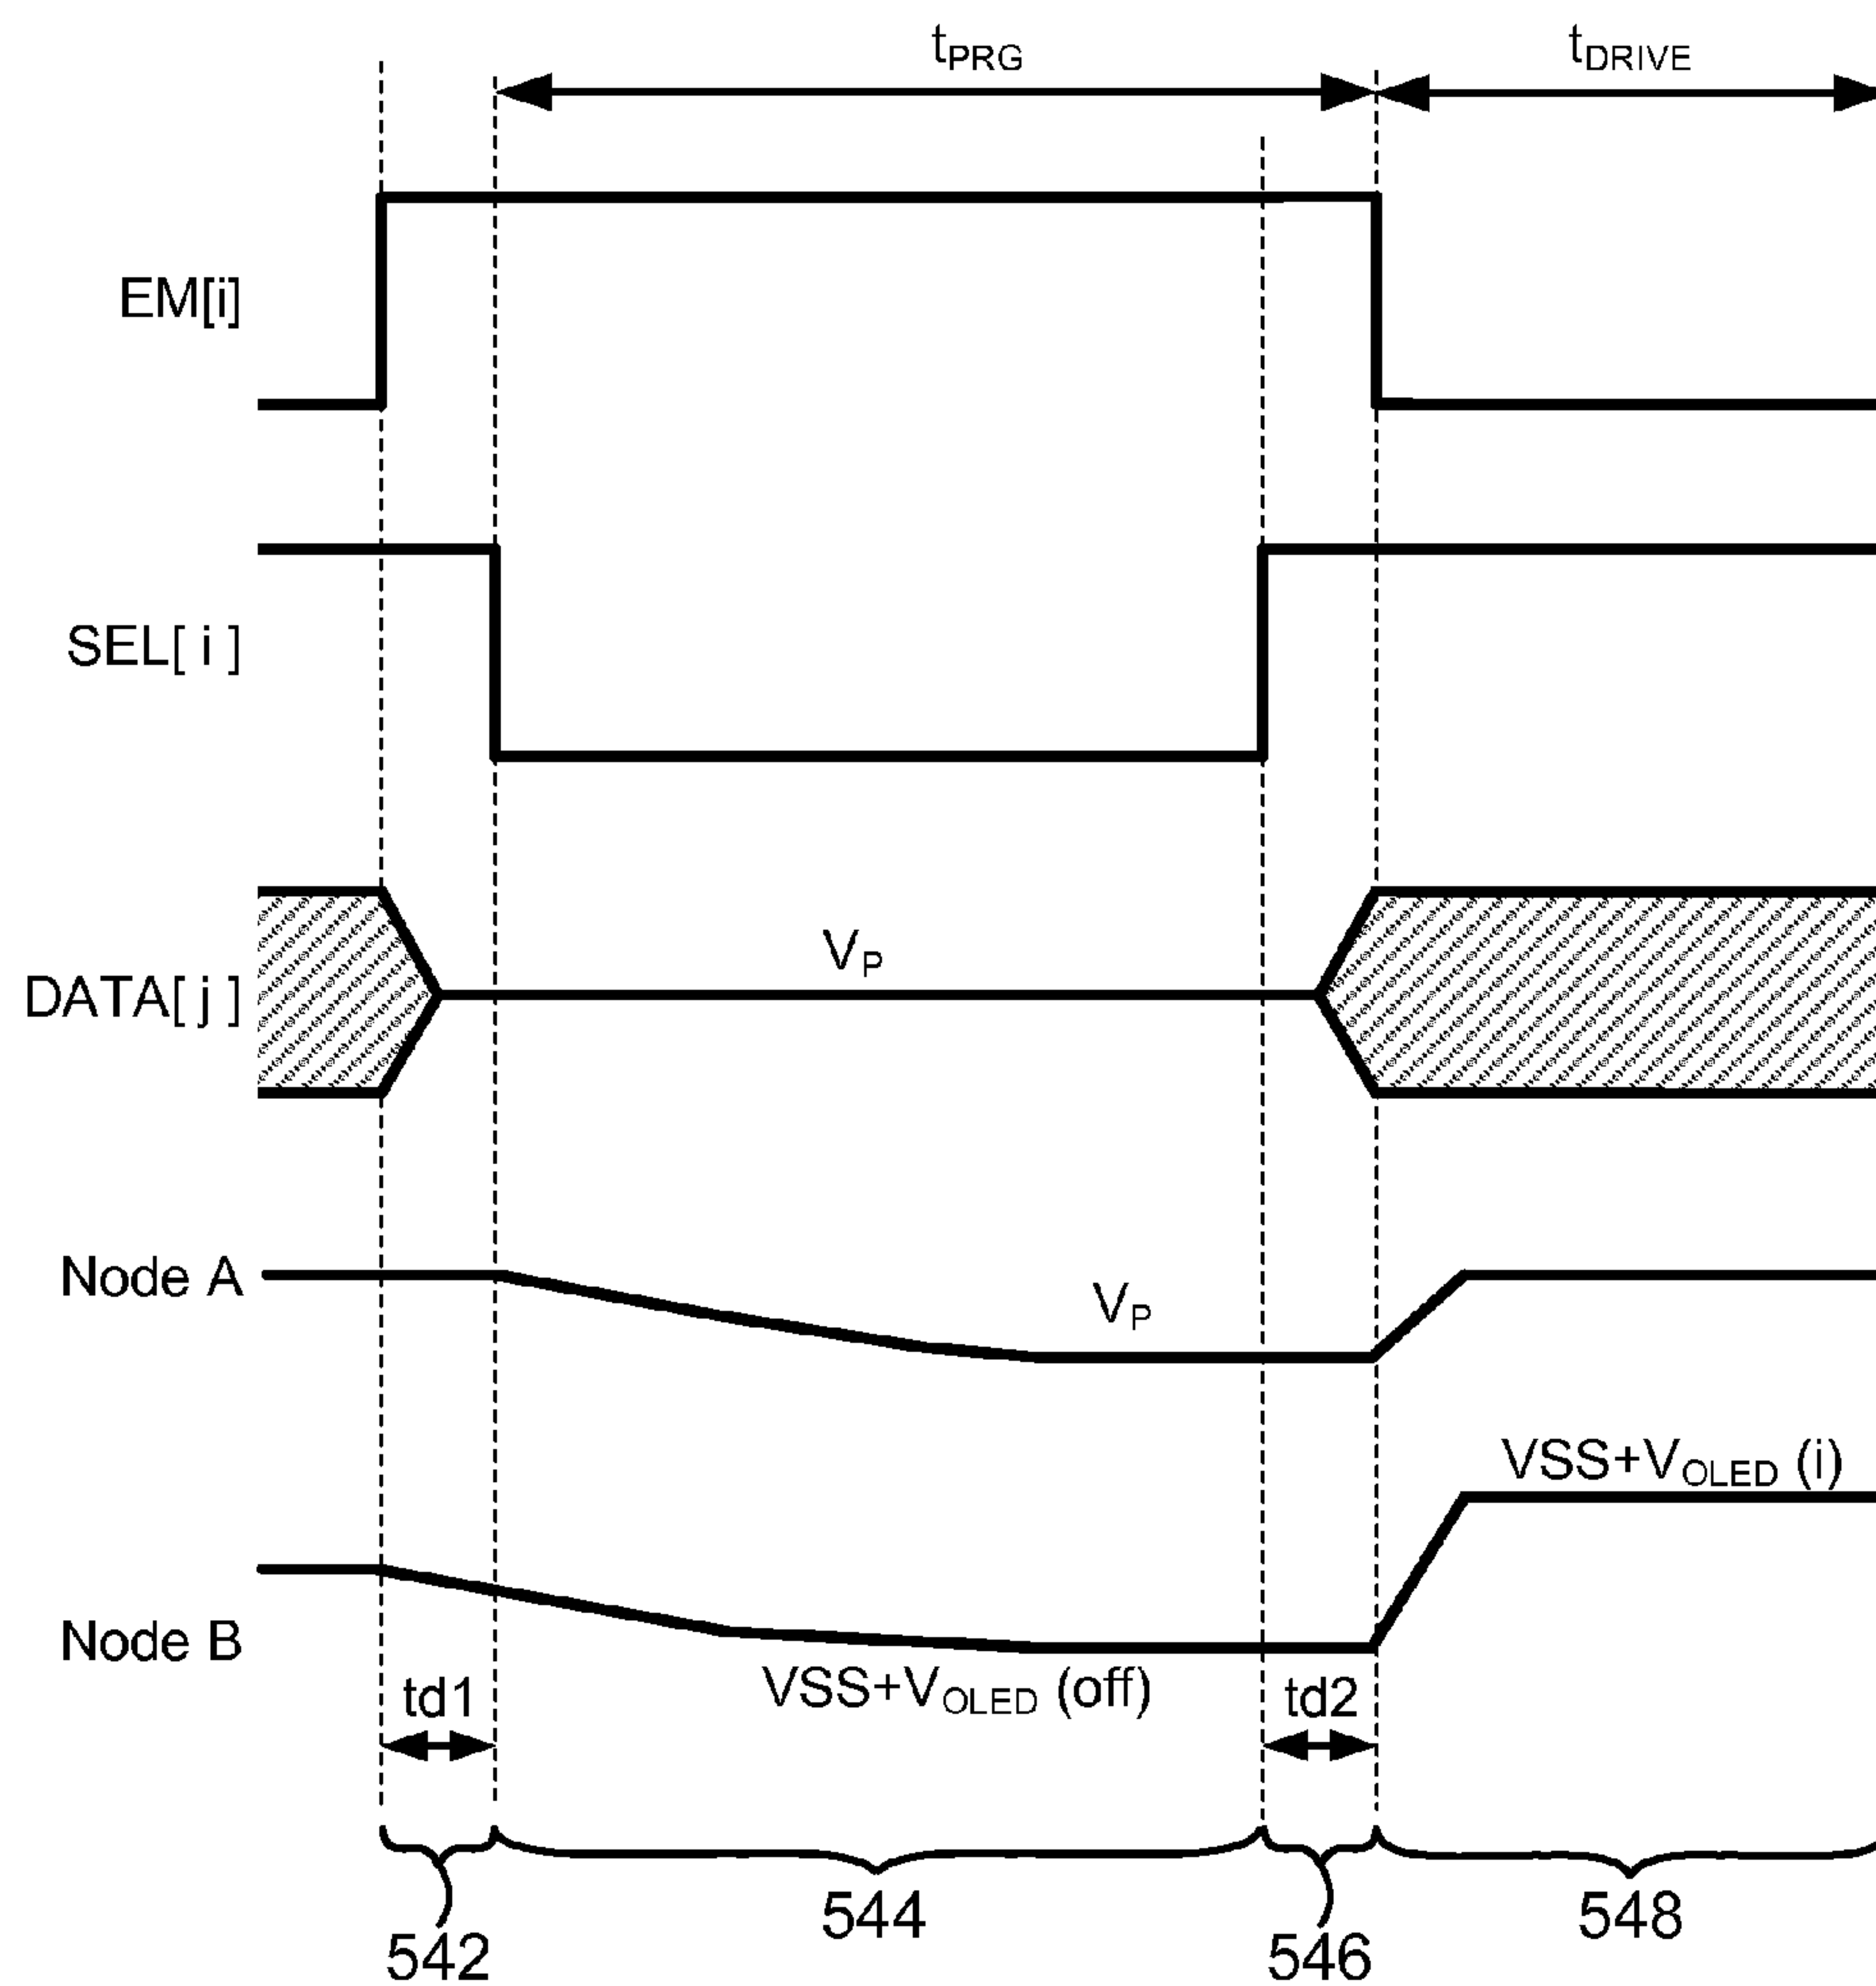 tPRG
tDRIVE
EM[i]
SEL[ i ]
VP
DATA[ j ]
Node A
VP
VSS+VOLED (i)
Node B
td1
VSS+VOLED (off)
td2
542
544
546
548